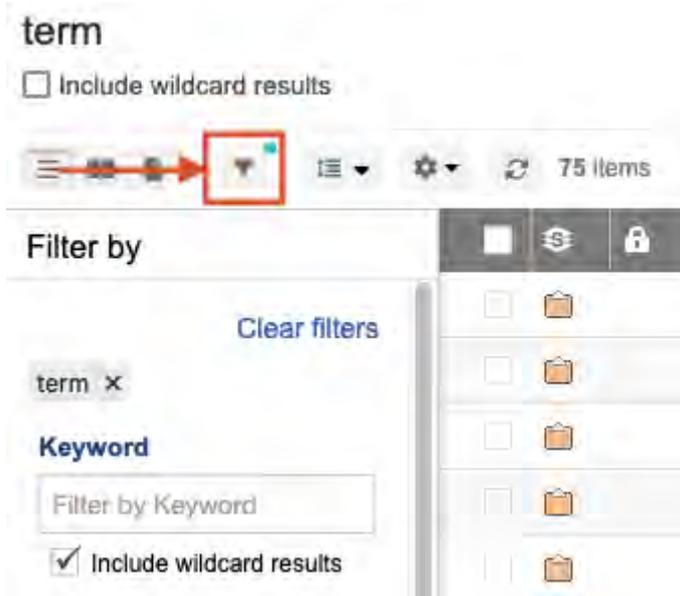 term
Include wildcard results
75 items
Filter by
S
Clear filters
term ×
Keyword
Filter by Keyword
Include wildcard results